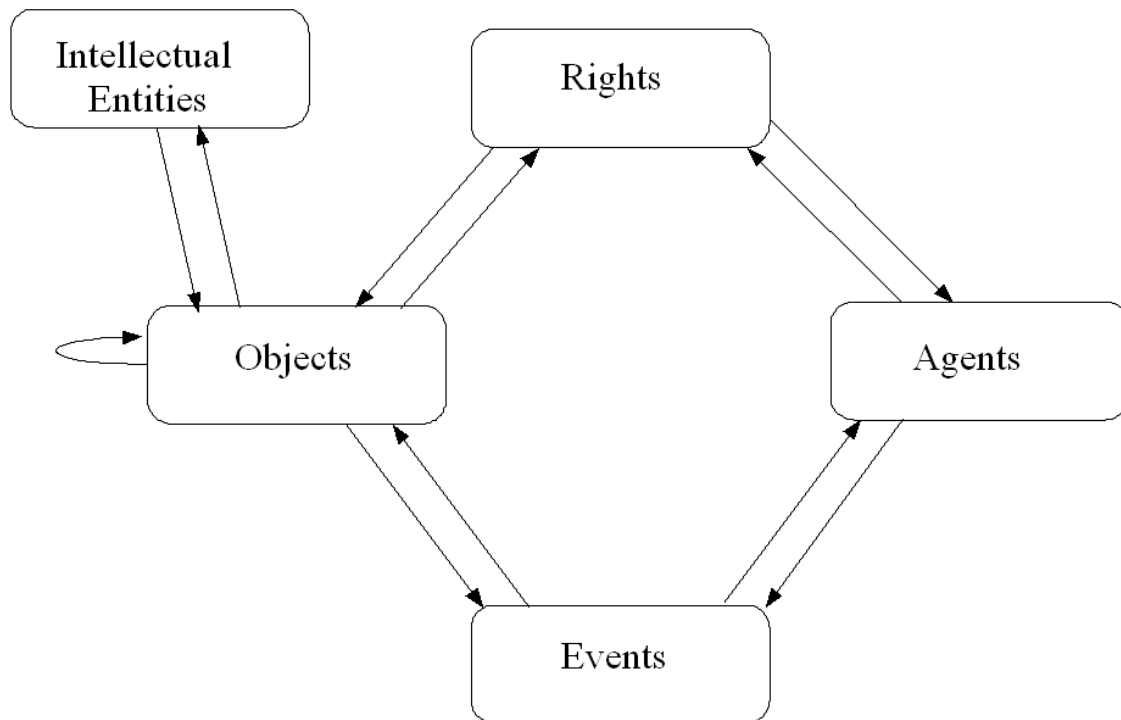 Intellectual
Entities
Rights
Objects
Agents
Events